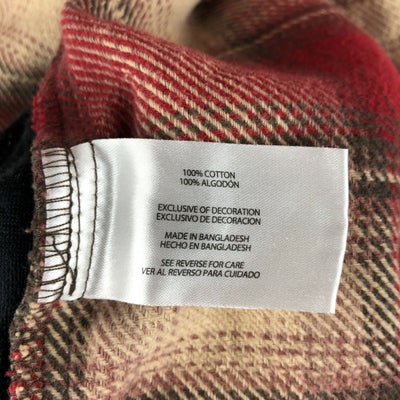 100% COTTON
100% ALGODÓN
EXCLUSIVE OF DECORATION
EXCLUSIVO DE DECORACION
MADE IN BANGLADESH
HECHO EN BANGLADESH
SEE REVERSE FOR CARE
VER AL REVERSO PARA CUIDADO